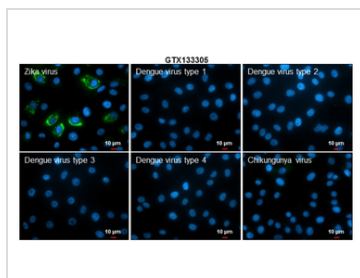 GTX133305
Zika virus
Dengue virus type 1
Dengue virus type 2
10 µm
10 µm
10 µm
Dengue virus type 3
Dengue virus type 4
Chikungunya virus
10 µm
10 µm
10 µm